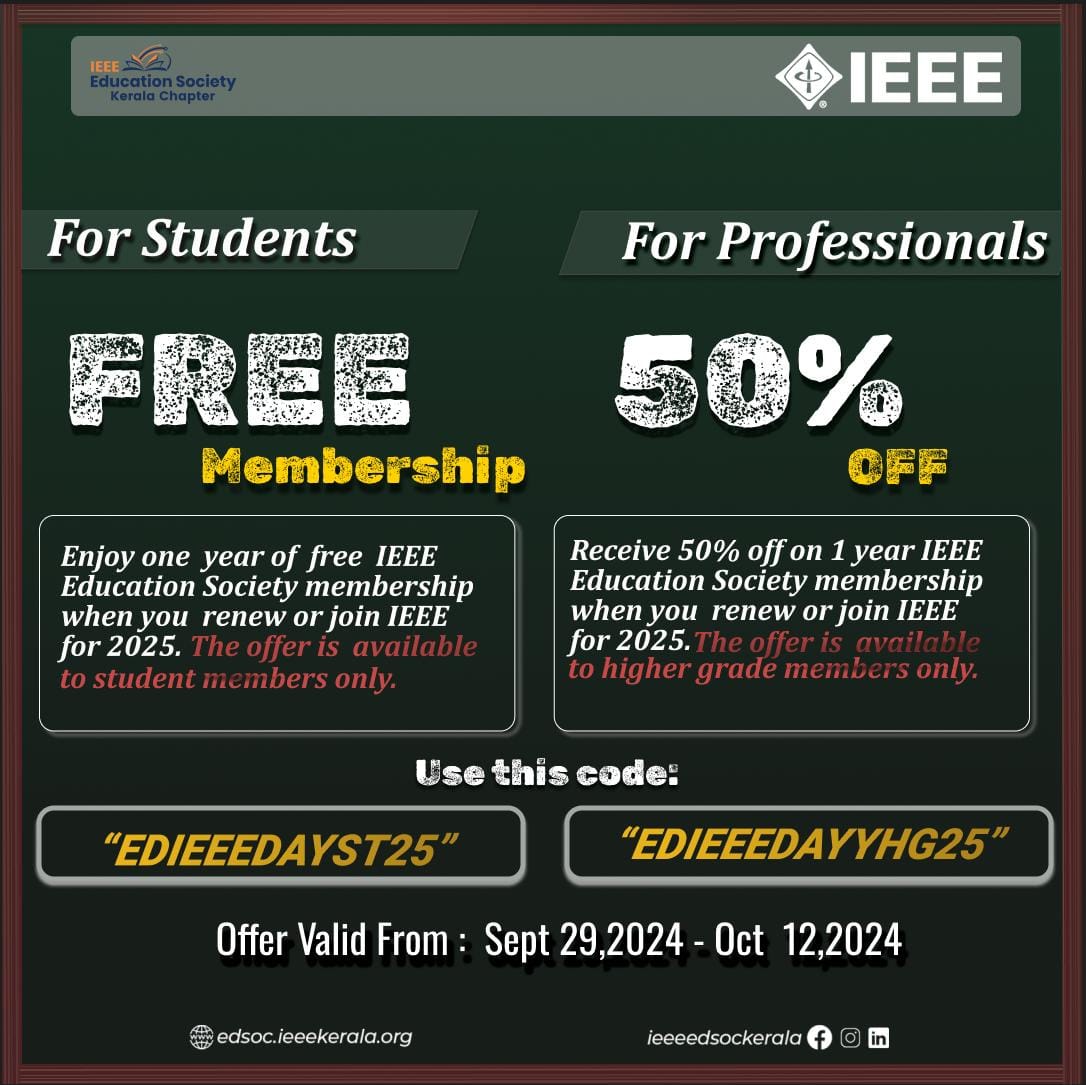 IEEE
Education Society
Kerala Chapter
IEEE
For Students
For Professionals
FREE
Membership
50%
OFF
Enjoy one year of free IEEE
Education Society membership
when you renew or join IEEE
for 2025. The offer is available
to student members only.
Receive 50% off on 1 year IEEE
Education Society membership
when you renew or join IEEE
for 2025.The offer is available
to higher grade members only.
Use this code:
“EDIEEEDAYST25”
“EDIEEEDAYYHG25”
Offer Valid From : Sept 29,2024 - Oct 12,2024
edsoc.ieeekerala.org
ieeeedsockerala